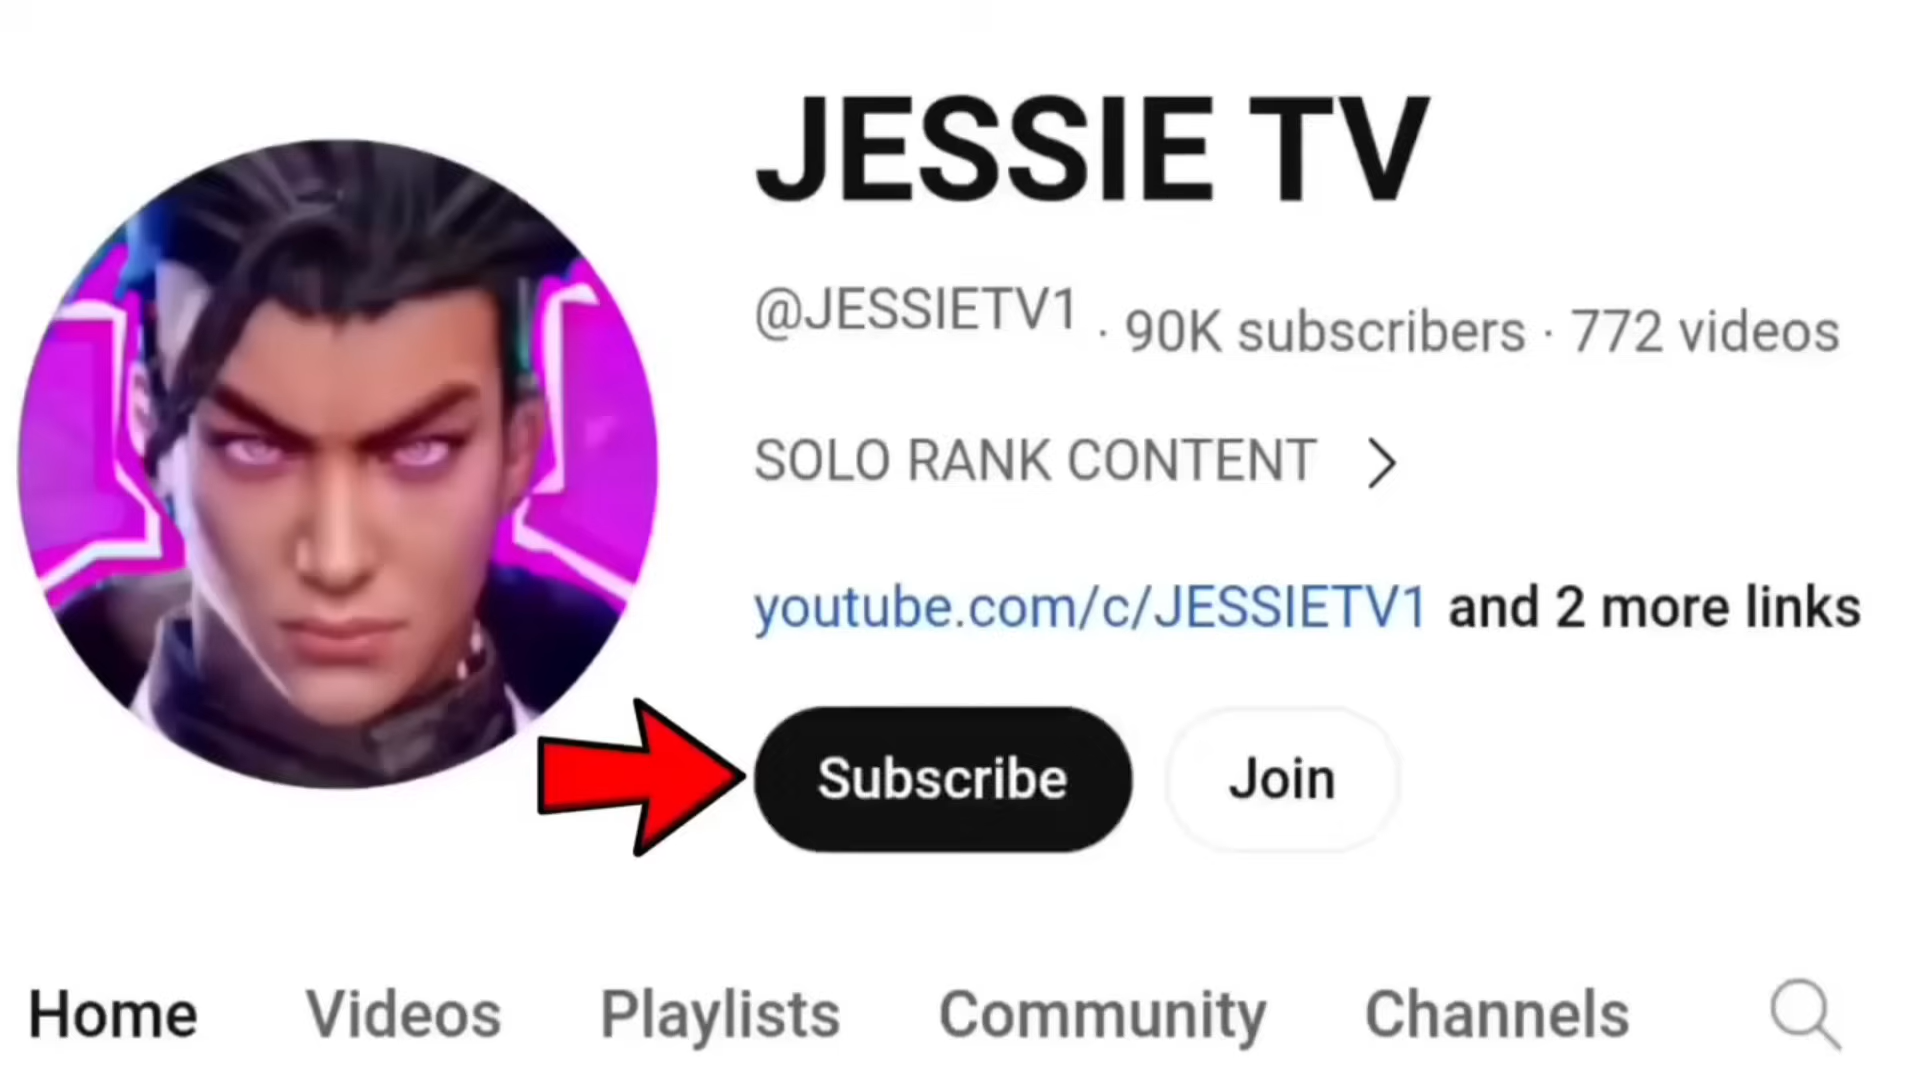 JESSIE TV
@JESSIETV1 · 90K subscribers · 772 videos
SOLO RANK CONTENT
youtube.com/c/JESSIETV1 and 2 more links
Subscribe Join
Home Videos Playlists Community Channels